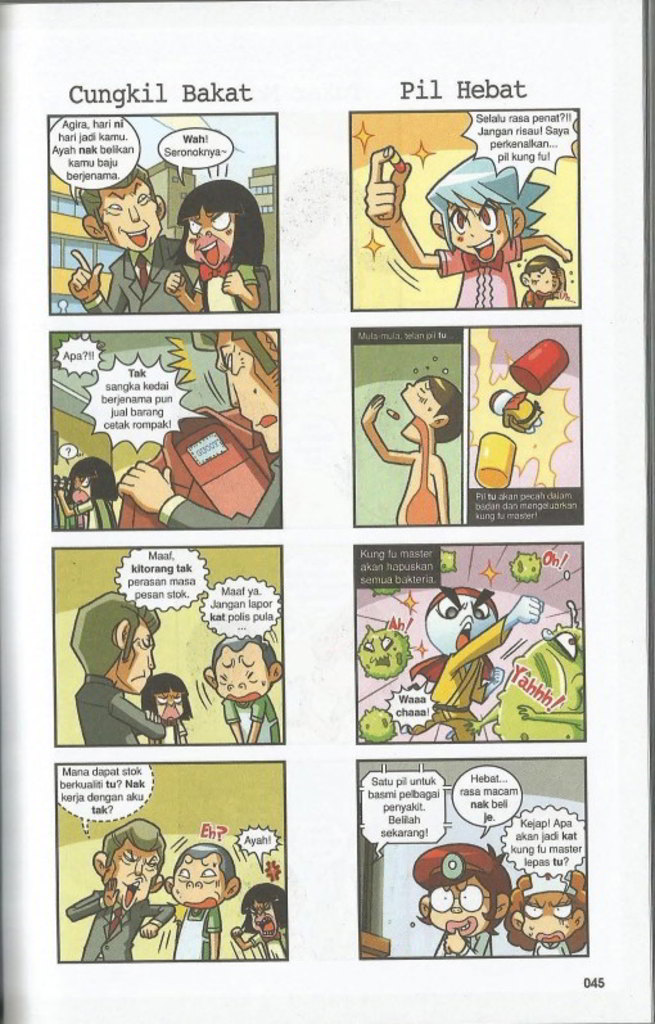 Cungkil Bakat
Agira, hari ni
hari jadi kamu.
Ayah nak belikan
kamu baju
berjenama.
Wah!
Seronoknya~
Apa?!!
Tak
sangka kedai
berjenama pun
jual barang
cetak rompak!
?
Maaf,
kitorang tak
perasan masa
pesan stok.
Maaf ya.
Jangan lapor
kat polis pula
...
Mana dapat stok
berkualiti tu? Nak
kerja dengan aku
tak?
Eh?
Ayah!
Pil Hebat
Selalu rasa penat?!!
Jangan risau! Saya
perkenalkan...
pil kung fu!
Mula-mula, telan pil tu
Pil tu akan pecah dalam
badan dan mengeluarkan
kung fu master!
Kung fu master
akan hapuskan
semua bakteria.
Oh!
Ah!
Yahhh!
Waaa
chaaa!
Satu pil untuk
basmi pelbagai
penyakit.
Belilah
sekarang!
Hebat...
rasa macam
nak beli
je.
Kejap! Apa
akan jadi kat
kung fu master
lepas tu?
045